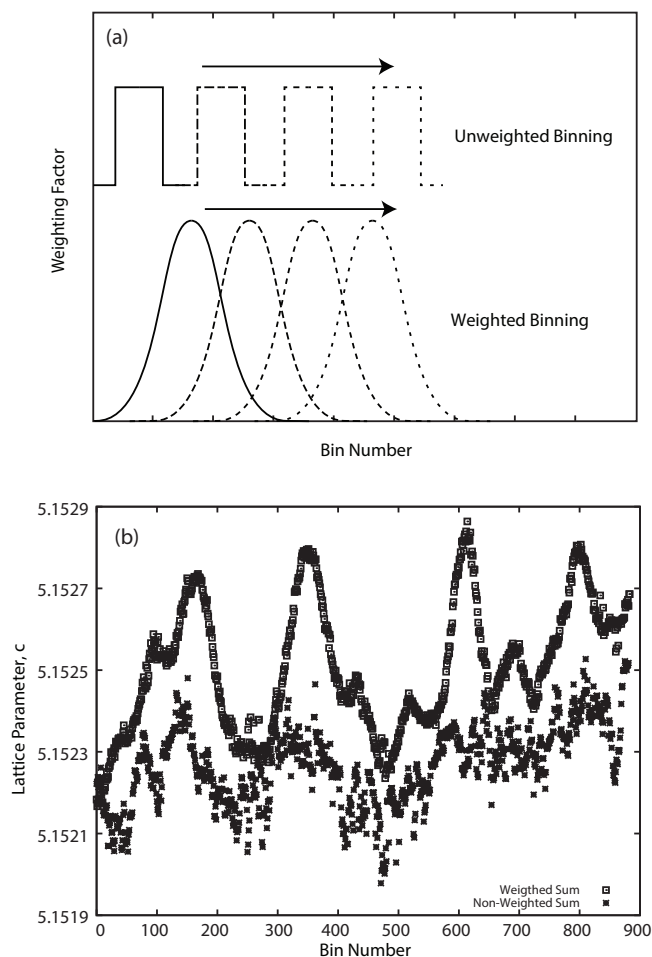 (a)
Unweighted Binning
Weighting Factor
Weighted Binning
Bin Number
(b)
5.1529
5.1527
5.1525
5.1523
5.1521
5.1519
Lattice Parameter, c
Weigthed Sum
Non-Weighted Sum
0 100 200 300 400 500 600 700 800 900
Bin Number